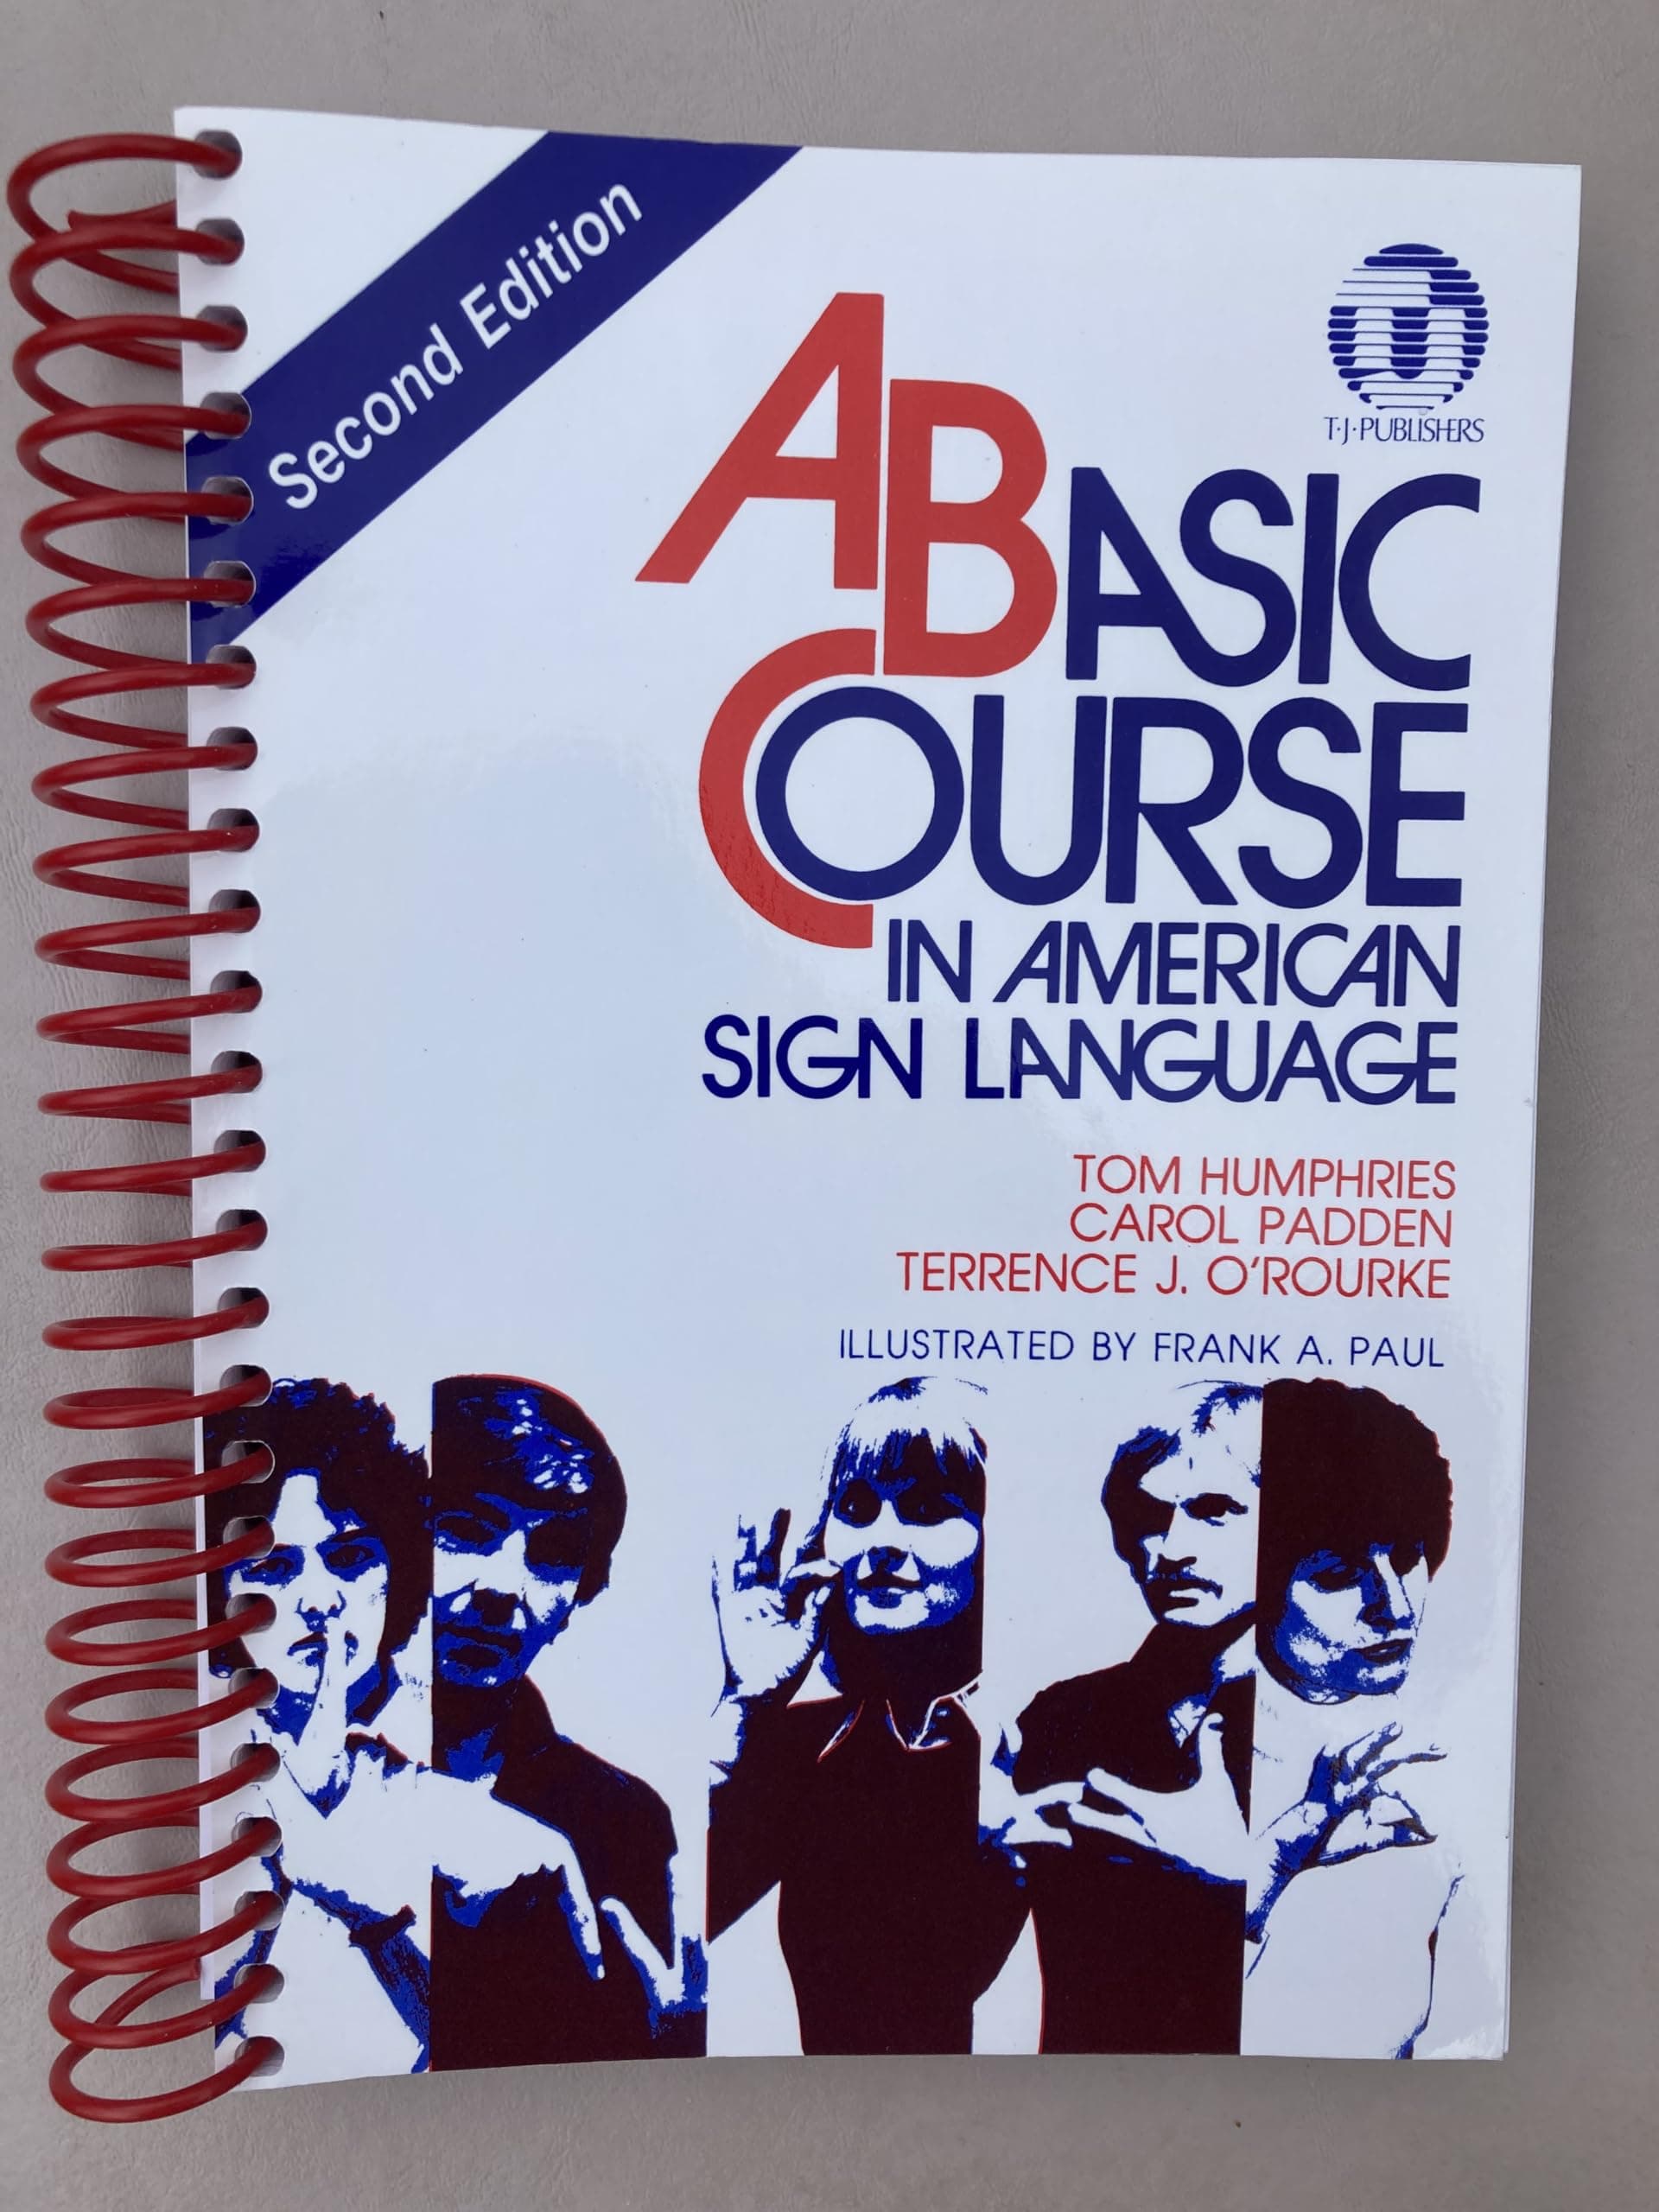 Second Edition
T·J·PUBLISHERS
A BASIC
COURSE
IN AMERICAN
SIGN LANGUAGE
TOM HUMPHRIES
CAROL PADDEN
TERRENCE J. O'ROURKE
ILLUSTRATED BY FRANK A. PAUL